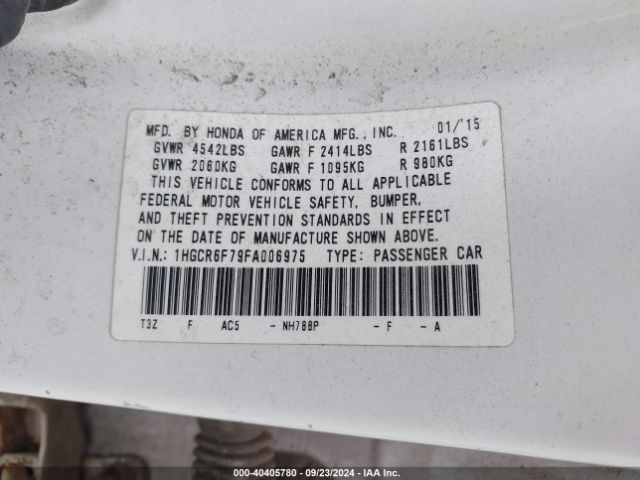 MFD. BY HONDA OF AMERICA MFG., INC. 01/'15
GVWR 4542LBS GAWR F 2414LBS R 2161LBS
GVWR 2060KG GAWR F 1095KG R 980KG
THIS VEHICLE CONFORMS TO ALL APPLICABLE
FEDERAL MOTOR VEHICLE SAFETY, BUMPER,
AND THEFT PREVENTION STANDARDS IN EFFECT
ON THE DATE OF MANUFACTURE SHOWN ABOVE.
V.I.N.: 1HGCR6F79FA006975 TYPE: PASSENGER CAR
T3Z F AC5 - NH788P - F - A
000-40405780 - 09/23/2024 - IAA Inc.